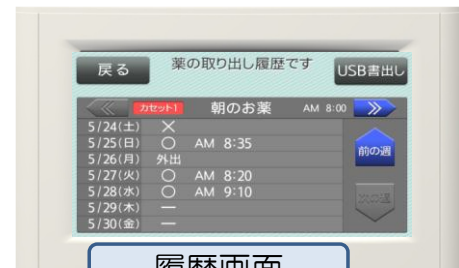 戻る
薬の取り出し履歴です
USB書出し
カセット1 朝のお薬 AM 8:00
5/24(土) ×
5/25(日) ○ AM 8:35
5/26(月) 外出
5/27(火) ○ AM 8:20
5/28(水) ○ AM 9:10
5/29(木) —
5/30(金) —
前の週
次の週
履歴画面